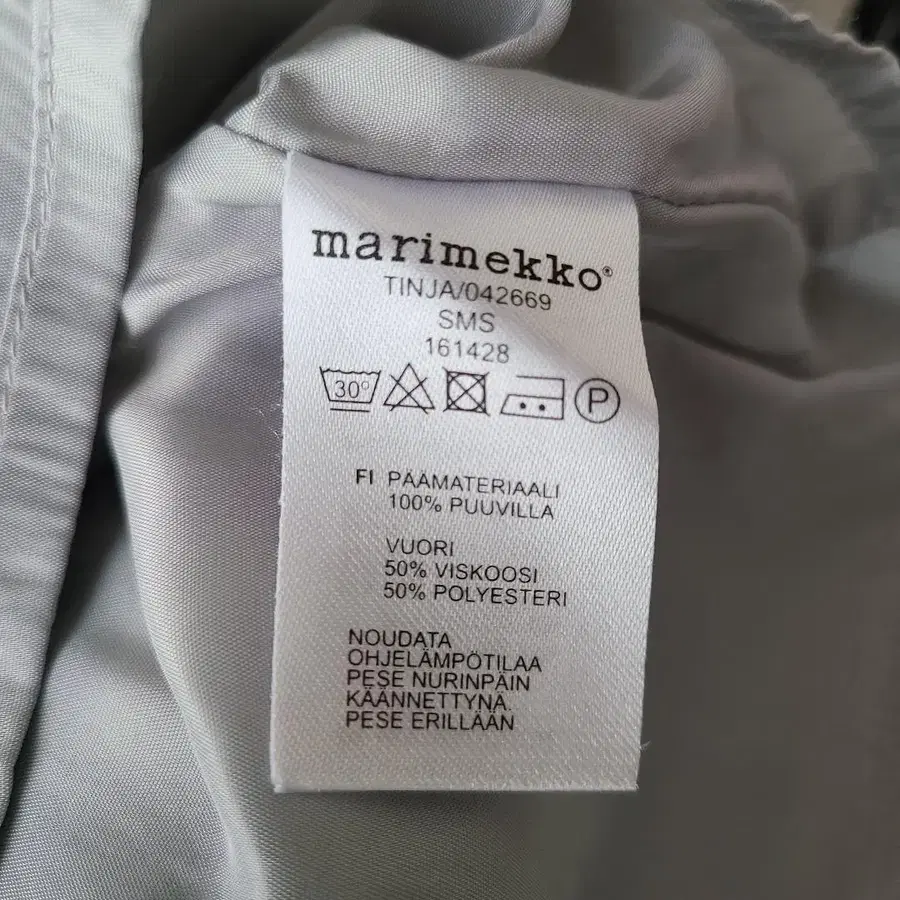 marimekko®
TINJA/042669
SMS
161428
30° P
FI PÄÄMATERIAALI
100% PUUVILLA
VUORI
50% VISKOOSI
50% POLYESTERI
NOUDATA
OHJELÄMPÖTILAA
PESE NURINPÄIN
KÄÄNNETTYNÄ.
PESE ERILLÄÄN